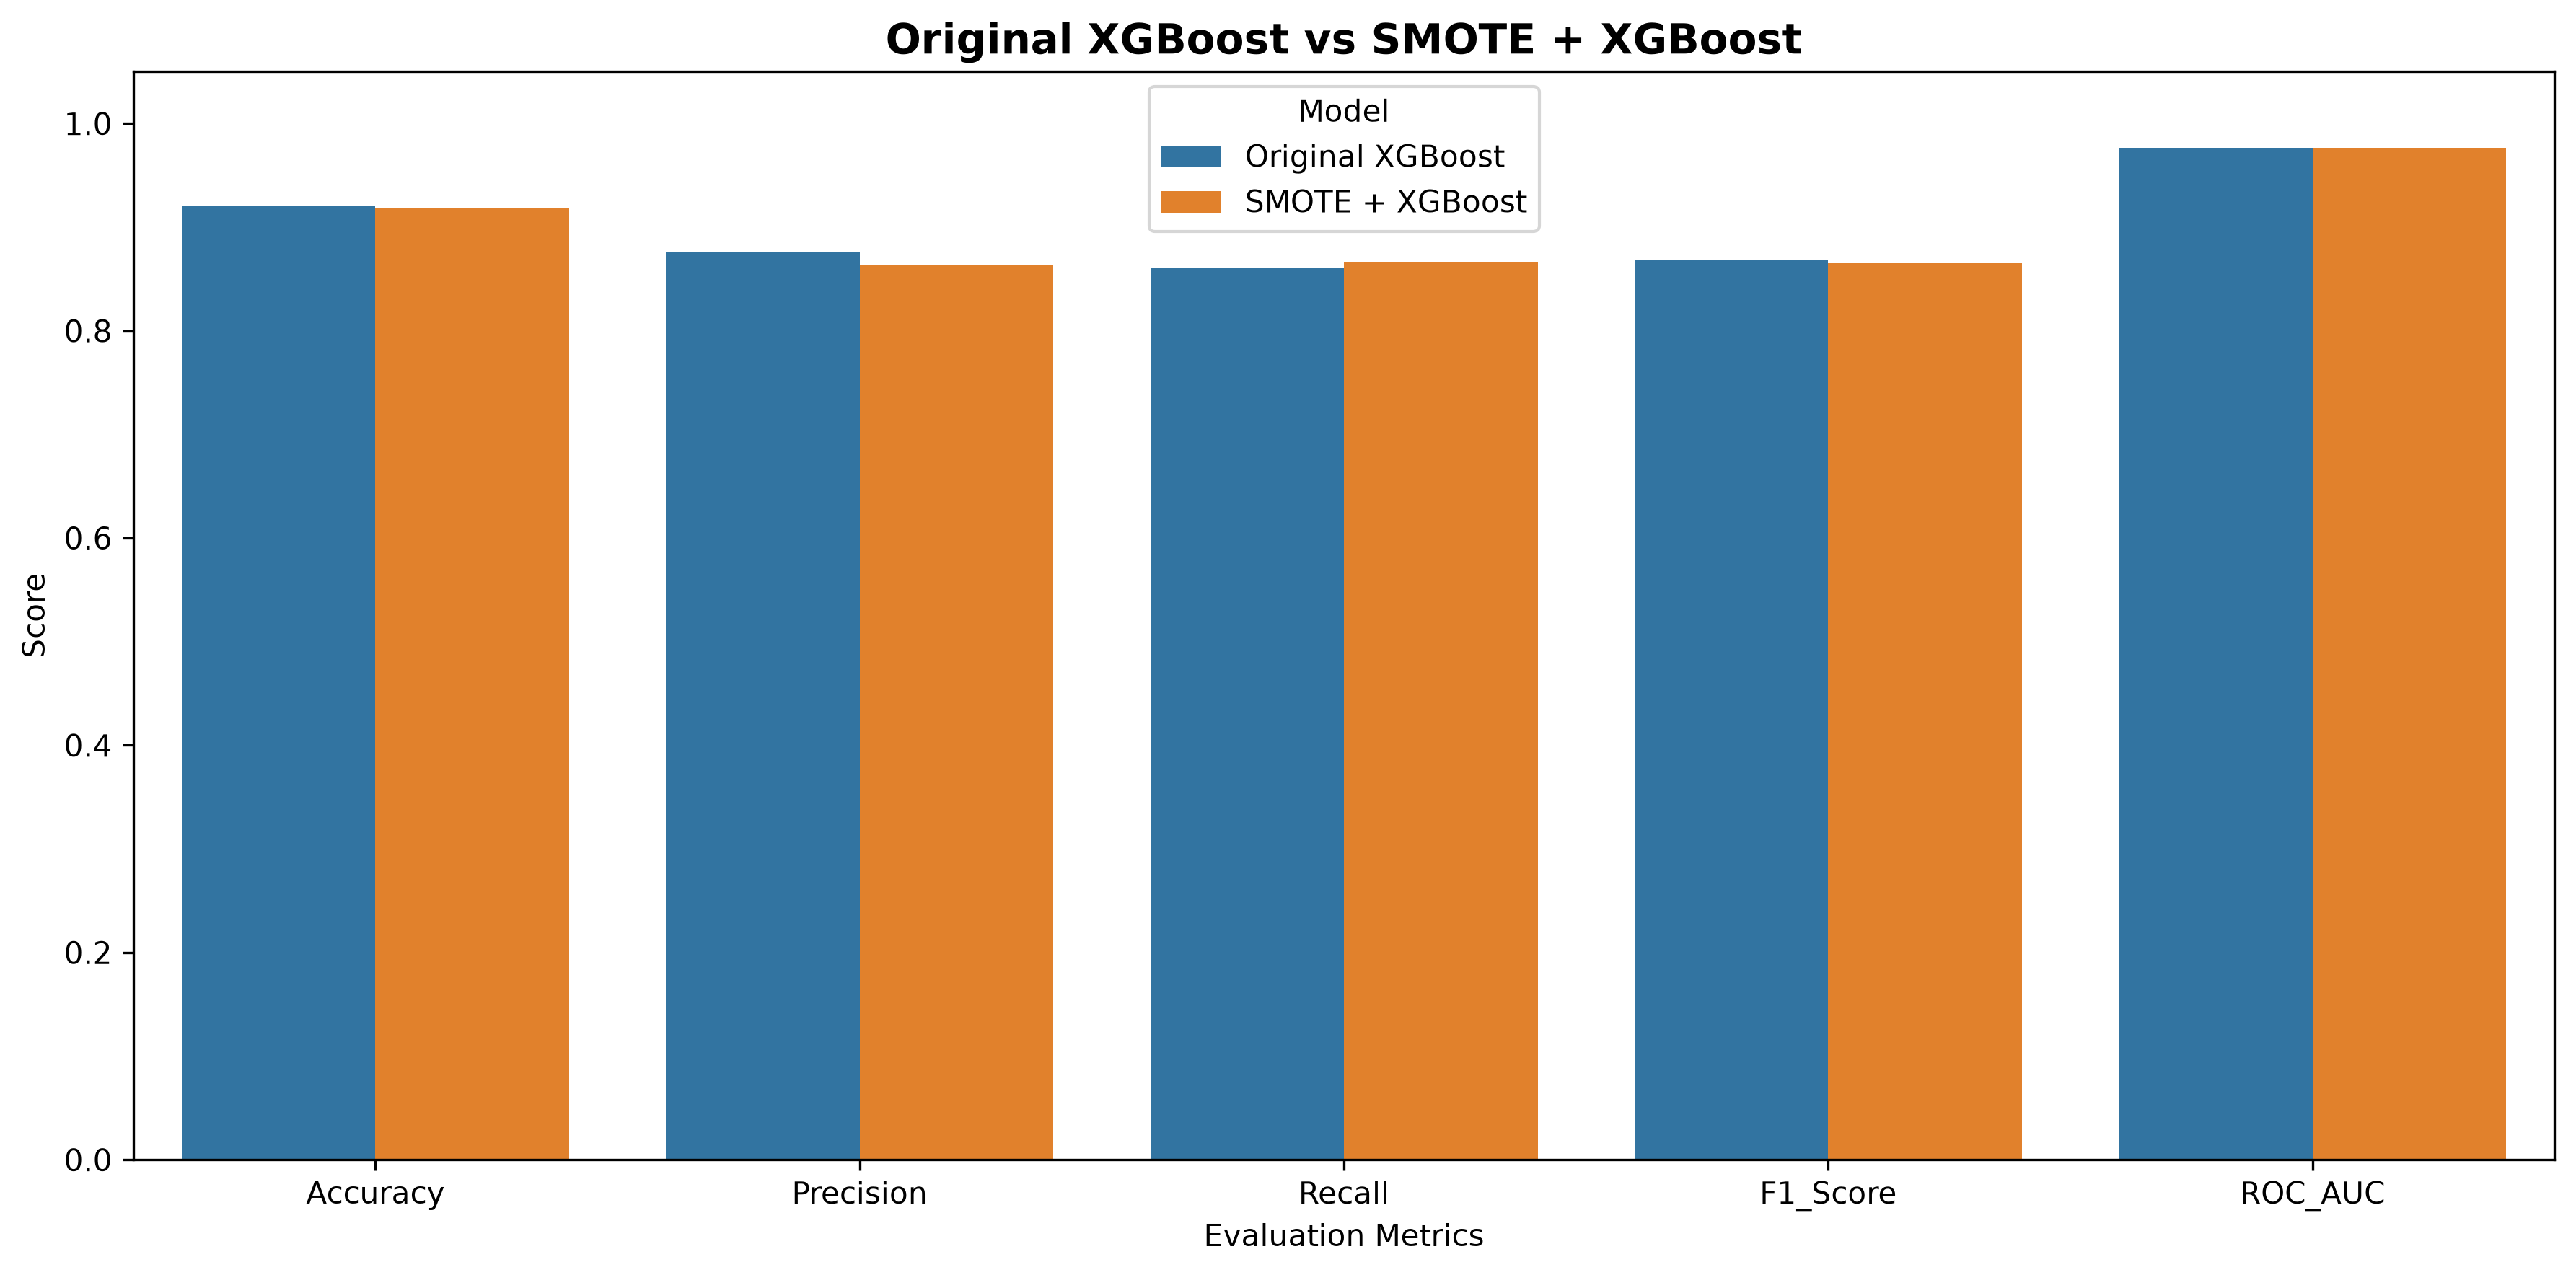 Original XGBoost vs SMOTE + XGBoost
Model
Original XGBoost
SMOTE + XGBoost
1.0
0.8
0.6
0.4
0.2
0.0
Score
Accuracy
Precision
Recall
F1_Score
ROC_AUC
Evaluation Metrics